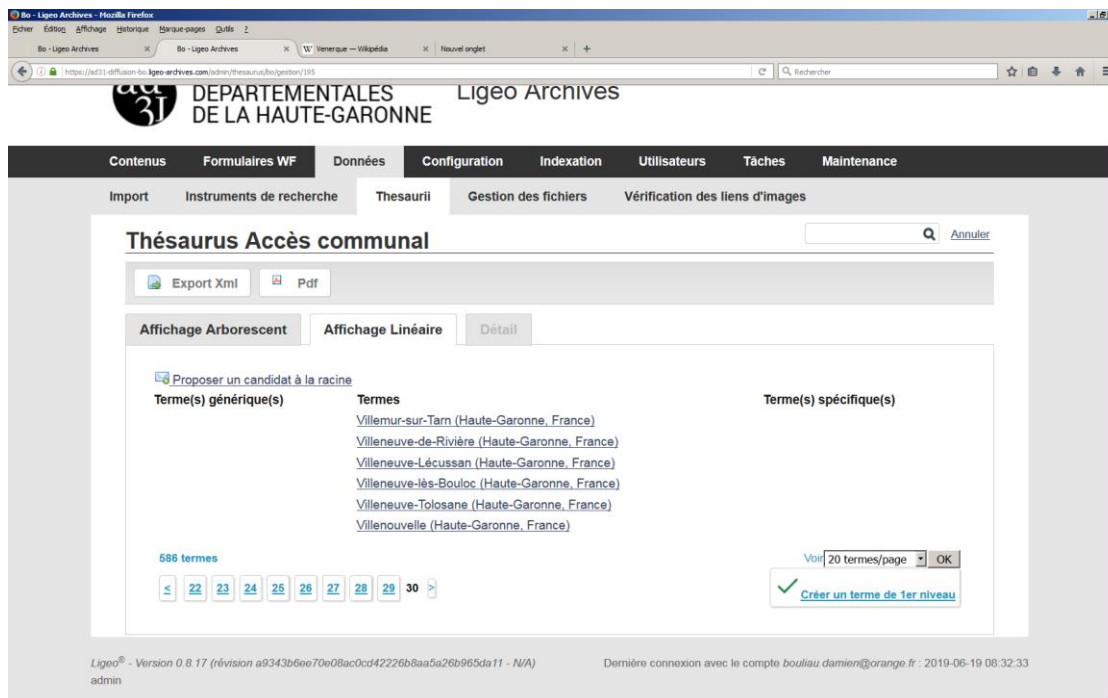 Bo - Ligeo Archives - Mozilla Firefox
Fichier Édition Affichage Historique Marque-pages Outils ?
Bo - Ligeo Archives × Bo - Ligeo Archives × W Venerque — Wikipédia × Nouvel onglet × +
https://ad31-diffusion-bo.ligeo-archives.com/admin/thesaurus/bo/gestion/195 Rechercher
31 DÉPARTEMENTALES Ligeo Archives
DE LA HAUTE-GARONNE
Contenus Formulaires WF Données Configuration Indexation Utilisateurs Tâches Maintenance
Import Instruments de recherche Thesaurii Gestion des fichiers Vérification des liens d'images
Thésaurus Accès communal Annuler
Export Xml Pdf
Affichage Arborescent Affichage Linéaire Détail
Proposer un candidat à la racine
Terme(s) générique(s) Termes Terme(s) spécifique(s)
Villemur-sur-Tarn (Haute-Garonne, France)
Villeneuve-de-Rivière (Haute-Garonne, France)
Villeneuve-Lécussan (Haute-Garonne, France)
Villeneuve-lès-Bouloc (Haute-Garonne, France)
Villeneuve-Tolosane (Haute-Garonne, France)
Villenouvelle (Haute-Garonne, France)
586 termes Voir 20 termes/page OK
< 22 23 24 25 26 27 28 29 30 >
Créer un terme de 1er niveau
Ligeo® - Version 0.8.17 (révision a9343b6ee70e08ac0cd42226b8aa5a26b965da11 - N/A) Dernière connexion avec le compte bouliau.damien@orange.fr : 2019-06-19 08:32:33
admin